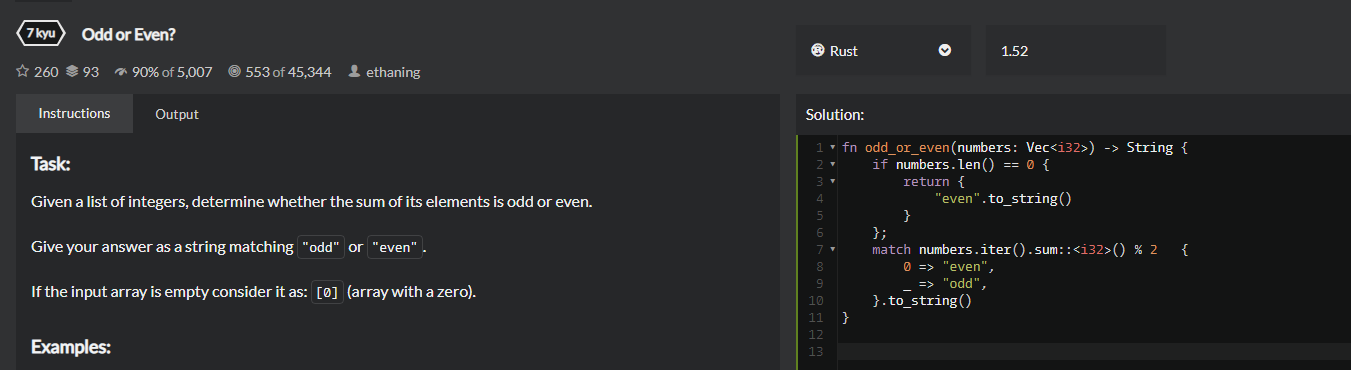 7 kyu Odd or Even?
260 93 90% of 5,007 553 of 45,344 ethaning
Rust 1.52
Instructions Output
Task:
Given a list of integers, determine whether the sum of its elements is odd or even.
Give your answer as a string matching "odd" or "even".
If the input array is empty consider it as: [0] (array with a zero).
Examples:
Solution:
1 fn odd_or_even(numbers: Vec<i32>) -> String {
2     if numbers.len() == 0 {
3         return {
4             "even".to_string()
5         }
6     };
7     match numbers.iter().sum::<i32>() % 2   {
8         0 => "even",
9         _ => "odd",
10     }.to_string()
11 }
12
13